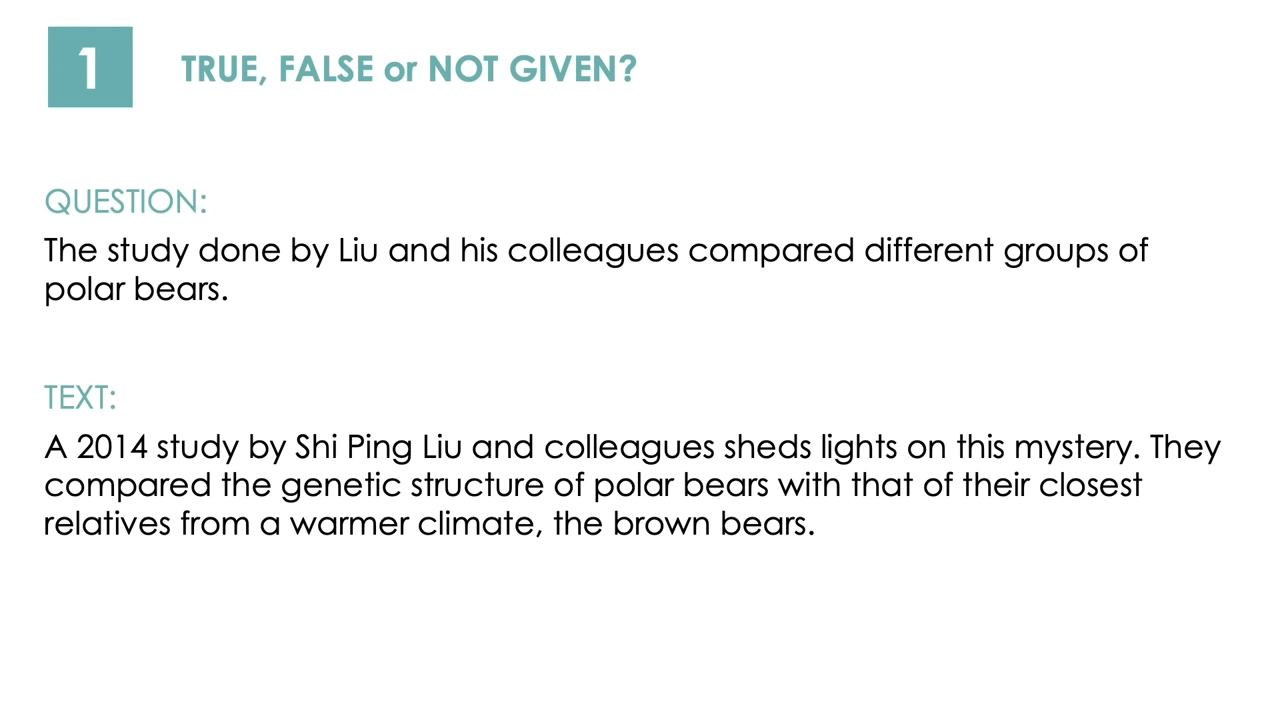 1
TRUE, FALSE or NOT GIVEN?
QUESTION:
The study done by Liu and his colleagues compared different groups of
polar bears.
TEXT:
A 2014 study by Shi Ping Liu and colleagues sheds lights on this mystery. They
compared the genetic structure of polar bears with that of their closest
relatives from a warmer climate, the brown bears.